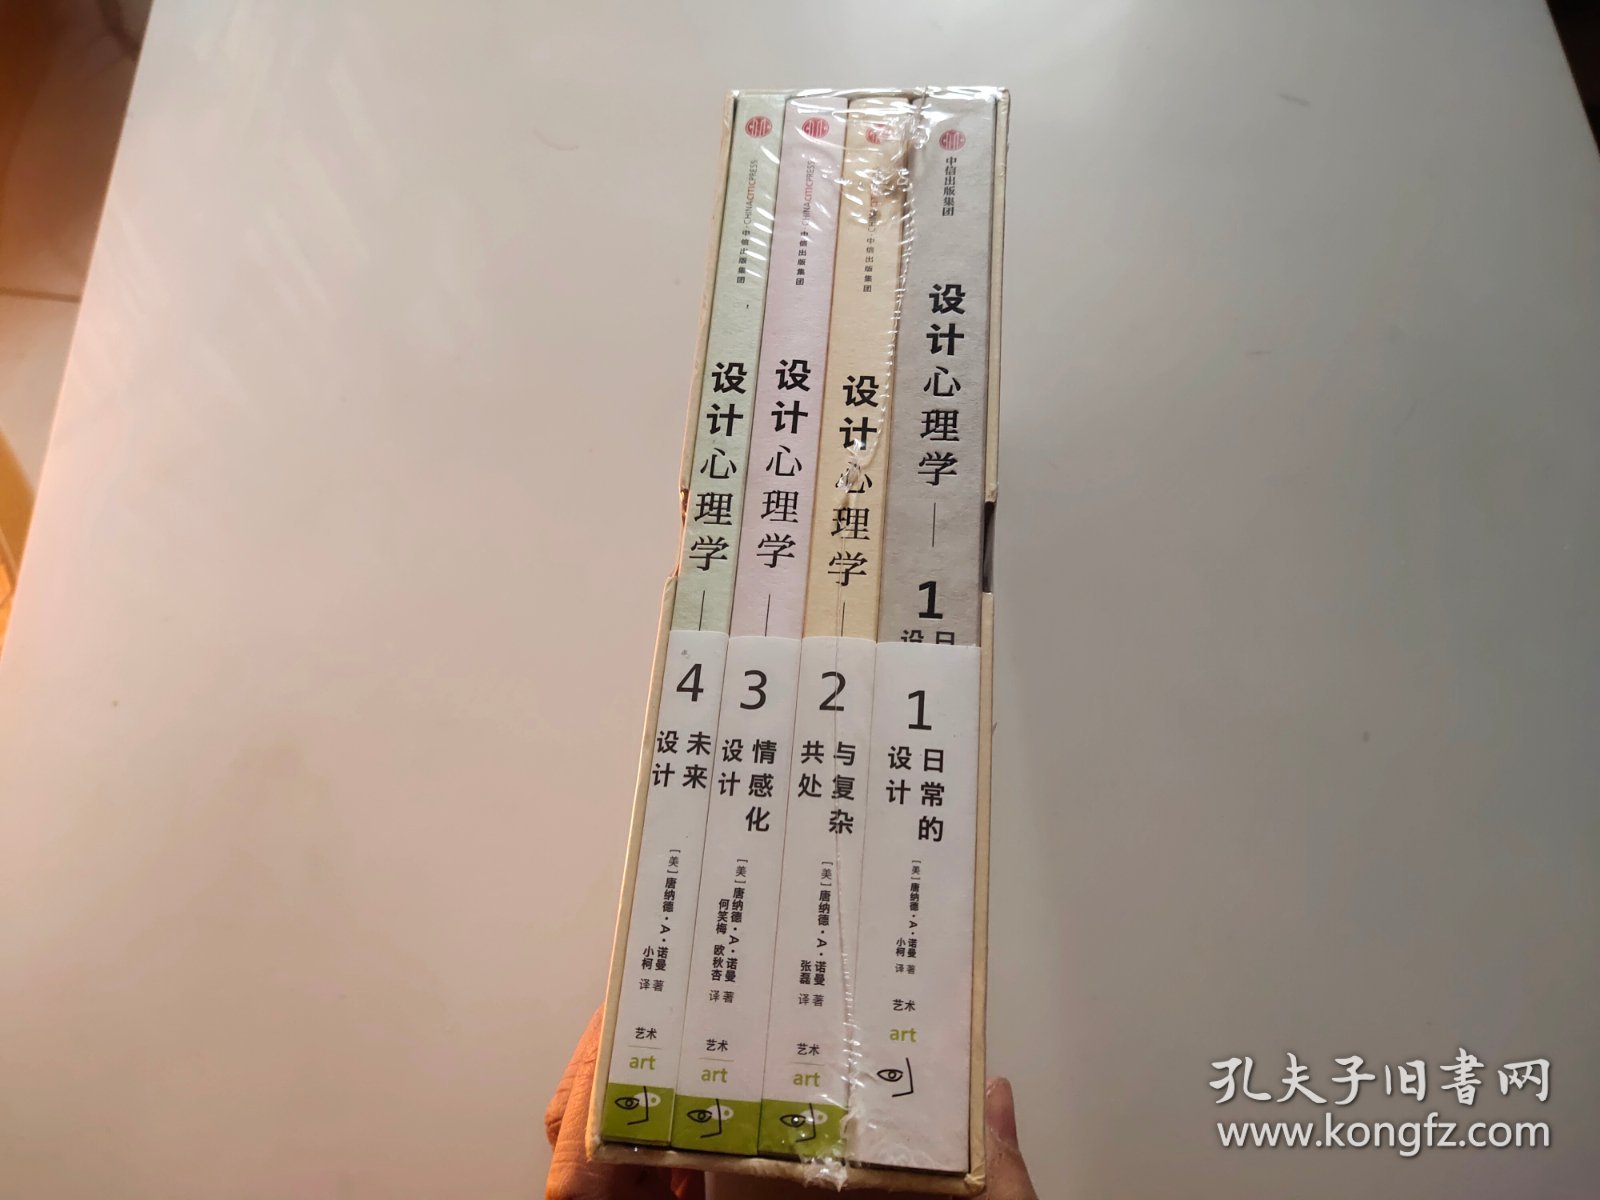 中信出版集团
设计心理学
1
日
设
1
日常的
设计
[美]唐纳德·A·诺曼 著
小柯 译
艺术
art
中信出版集团
设计心理学
2
与复杂
共处
[美]唐纳德·A·诺曼 著
张磊 译
艺术
art
CHINACITICPRESS
中信出版集团
设计心理学
3
情感化
设计
[美]唐纳德·A·诺曼 著
何笑梅 欧秋杏 译
艺术
art
CHINACITICPRESS
中信出版集团
设计心理学
4
未来
设计
[美]唐纳德·A·诺曼 著
小柯 译
艺术
art
孔夫子旧书网
www.kongfz.com